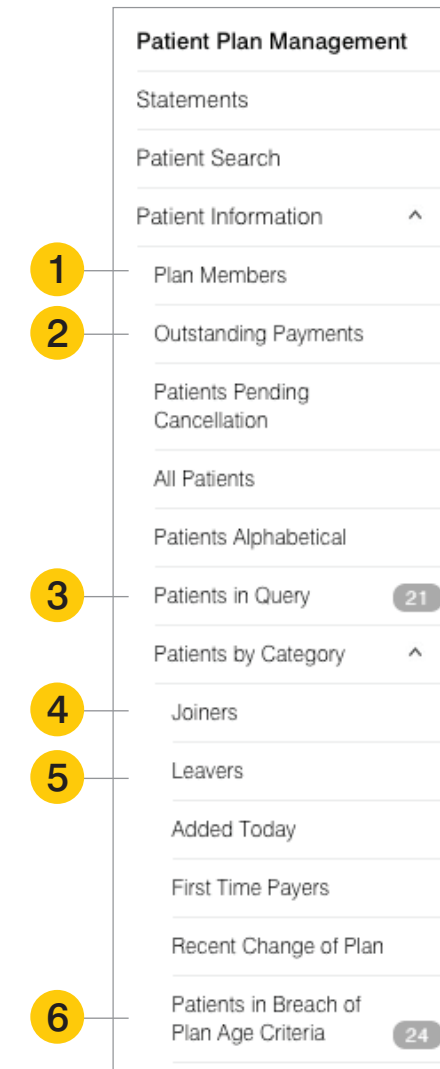 Patient Plan Management
Statements
Patient Search
Patient Information
1 Plan Members
2 Outstanding Payments
Patients Pending
Cancellation
All Patients
Patients Alphabetical
3 Patients in Query 21
Patients by Category
4 Joiners
5 Leavers
Added Today
First Time Payers
Recent Change of Plan
Patients in Breach of
6 Plan Age Criteria 24